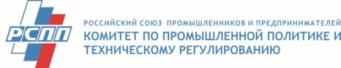 РСПП
РОССИЙСКИЙ СОЮЗ ПРОМЫШЛЕННИКОВ И ПРЕДПРИНИМАТЕЛЕЙ
КОМИТЕТ ПО ПРОМЫШЛЕННОЙ ПОЛИТИКЕ И
ТЕХНИЧЕСКОМУ РЕГУЛИРОВАНИЮ